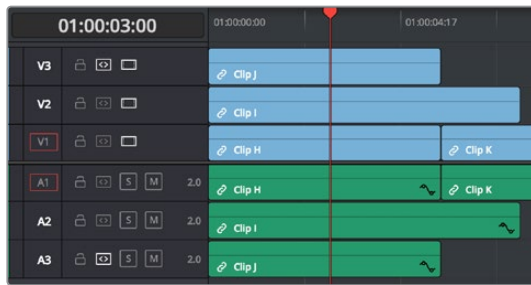 01:00:03:00 01:00:00:00 01:00:04:17
V3 Clip J
V2 Clip I
V1 Clip H Clip K
A1 S M 2.0 Clip H Clip K
A2 S M 2.0 Clip I
A3 S M 2.0 Clip J